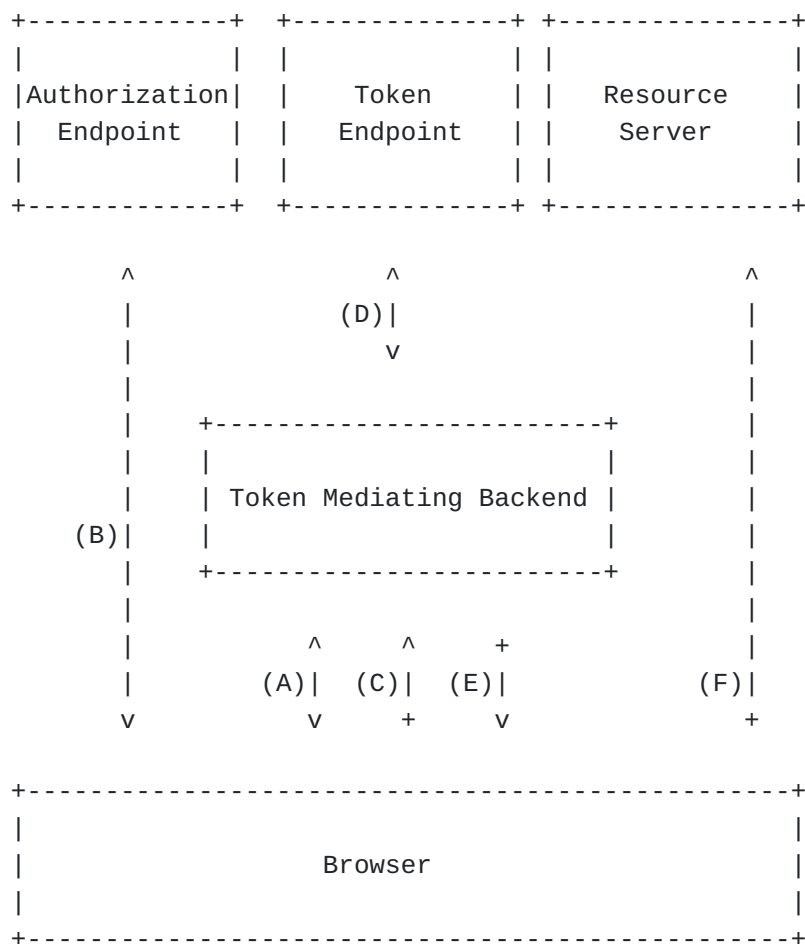 +-------------+  +---------------+ +---------------+
|             |  |               | |               |
|Authorization|  |     Token     | |   Resource    |
|  Endpoint   |  |   Endpoint    | |    Server     |
|             |  |               | |               |
+-------------+  +---------------+ +---------------+
       ^                ^                      ^
       |             (D)|                      |
       |                v                      |
       |                                       |
       |    +-------------------------+        |
       |    |                         |        |
       |    | Token Mediating Backend |        |
    (B)|    |                         |        |
       |    +-------------------------+        |
       |                                       |
       |           ^     ^     +               |
       |        (A)|  (C)|  (E)|            (F)|
       v           v     +     v               +
+-------------------------------------------------+
|                                                 |
|                   Browser                       |
|                                                 |
+-------------------------------------------------+